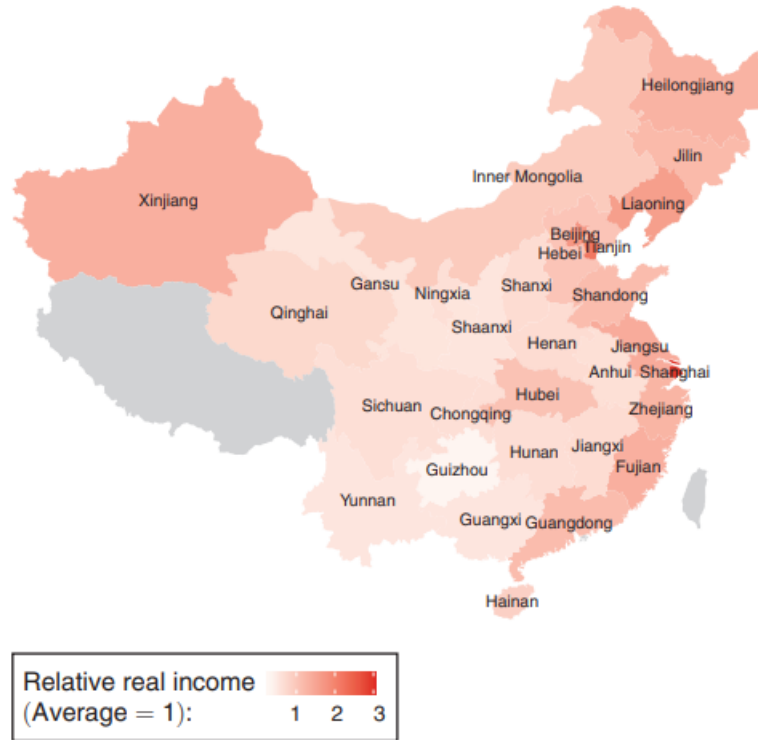 Heilongjiang
Jilin
Inner Mongolia
Xinjiang
Liaoning
Beijing
Tianjin
Hebei
Gansu
Shanxi
Ningxia
Shandong
Qinghai
Shaanxi
Henan
Jiangsu
Anhui
Shanghai
Hubei
Sichuan
Zhejiang
Chongqing
Jiangxi
Hunan
Guizhou
Fujian
Yunnan
Guangxi
Guangdong
Hainan
Relative real income
(Average = 1):
1 2 3